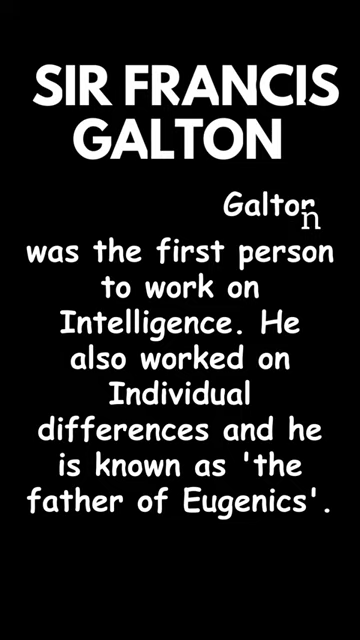 SIR FRANCIS
GALTON
Galton
was the first person
to work on
Intelligence. He
also worked on
Individual
differences and he
is known as 'the
father of Eugenics'.